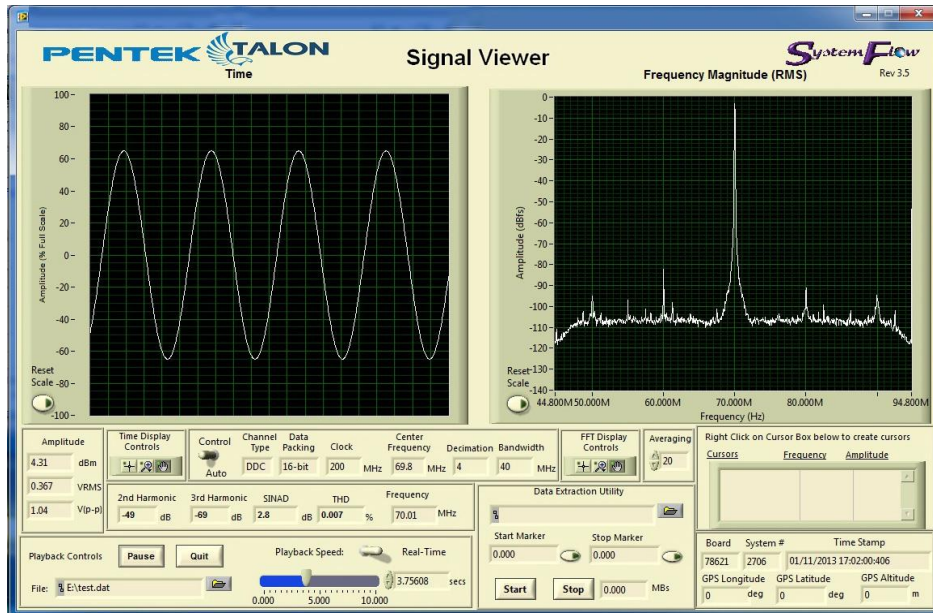 PENTEK TALON
Signal Viewer
SystemFlow
Rev 3.5
Time
Frequency Magnitude (RMS)
Amplitude (% Full Scale)
100
80
60
40
20
0
-20
-40
-60
-80
-100
Reset
Scale
Amplitude (dBfs)
0
-10
-20
-30
-40
-50
-60
-70
-80
-90
-100
-110
-120
-130
-140
Reset
Scale
44.800M 50.000M 60.000M 70.000M 80.000M 94.800M
Frequency (Hz)
Amplitude
4.31 dBm
0.367 VRMS
1.04 V(p-p)
Time Display
Controls
Control
Auto
Channel Type
DDC
Data Packing
16-bit
Clock
200 MHz
Center Frequency
69.8 MHz
Decimation
4
Bandwidth
40 MHz
FFT Display
Controls
Averaging
20
Right Click on Cursor Box below to create cursors
Cursors Frequency Amplitude
2nd Harmonic
-49 dB
3rd Harmonic
-69 dB
SINAD
2.8 dB
THD
0.007 %
Frequency
70.01 MHz
Data Extraction Utility
Start Marker
0.000
Stop Marker
0.000
Start Stop 0.000 MBs
Playback Controls Pause Quit
Playback Speed: Real-Time
File: E:\test.dat
0.000 5.000 10.000
3.75608 secs
Board System # Time Stamp
78621 2706 01/11/2013 17:02:00:406
GPS Longitude GPS Latitude GPS Altitude
0 deg 0 deg 0 m